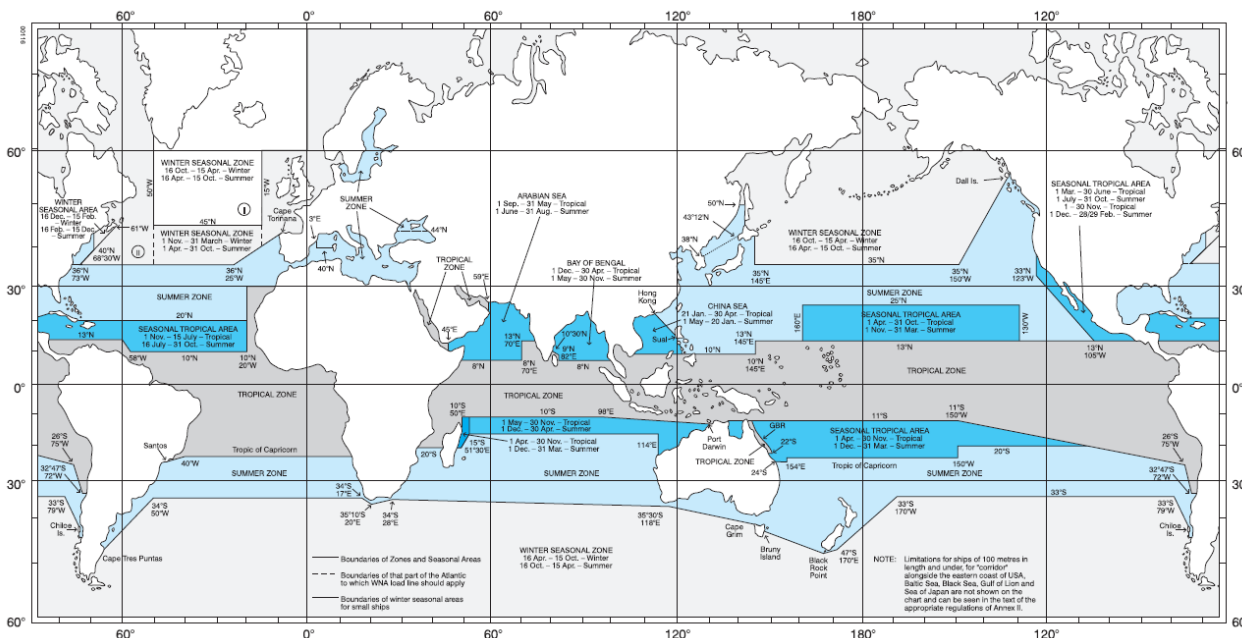 60° 0° 60° 120° 180° 120°
60°
60°
WINTER SEASONAL ZONE
16 Oct. – 15 Apr. – Winter
16 Apr. – 15 Oct. – Summer
50°W
15°W
I
45°N
WINTER
SEASONAL AREA
16 Dec. – 15 Feb.
– Winter
16 Feb. – 15 Dec.
– Summer
61°W
II
WINTER SEASONAL ZONE
1 Nov. – 31 March – Winter
1 Apr. – 31 Oct. – Summer
40°N
68°30'W
36°N
73°W
36°N
25°W
Cape
Torinana
3°E
40°N
SUMMER
ZONE
44°N
TROPICAL
ZONE
59°E
45°E
ARABIAN SEA
1 Sep. – 31 May – Tropical
1 June – 31 Aug. – Summer
BAY OF BENGAL
1 Dec. – 30 Apr. – Tropical
1 May – 30 Nov. – Summer
13°N
70°E
10°30'N
9°N
82°E
8°N
8°N
70°E
8°N
50°N
43°12'N
38°N
Hong
Kong
CHINA SEA
21 Jan. – 30 Apr. – Tropical
1 May – 20 Jan. – Summer
Sual
10°N
13°N
145°E
10°N
145°E
WINTER SEASONAL ZONE
16 Oct. – 15 Apr. – Winter
16 Apr. – 15 Oct. – Summer
35°N
145°E
35°N
35°N
150°W
33°N
123°W
Dall Is.
SEASONAL TROPICAL AREA
1 Mar. – 30 June – Tropical
1 July – 31 Oct. – Summer
1 – 30 Nov. – Tropical
1 Dec. – 28/29 Feb. – Summer
30°
30°
SUMMER ZONE
20°N
SEASONAL TROPICAL AREA
1 Nov. – 15 July – Tropical
16 July – 31 Oct. – Summer
13°N
58°W
10°N
10°N
20°W
SUMMER ZONE
25°N
SEASONAL TROPICAL AREA
1 Apr. – 31 Oct. – Tropical
1 Nov. – 31 Mar. – Summer
160°E
130°W
13°N
13°N
105°W
0°
0°
TROPICAL ZONE
TROPICAL ZONE
TROPICAL ZONE
10°S
50°E
10°S
98°E
1 May – 30 Nov. – Tropical
1 Dec. – 30 Apr. – Summer
1 Apr. – 30 Nov. – Tropical
1 Dec. – 31 Mar. – Summer
15°S
51°30'E
20°S
114°E
Port
Darwin
GBR
22°S
TROPICAL ZONE
24°S
154°E
11°S
11°S
150°W
SEASONAL TROPICAL AREA
1 Apr. – 30 Nov. – Tropical
1 Dec. – 31 Mar. – Summer
Tropic of Capricorn
150°W
20°S
26°S
75°W
32°47'S
72°W
33°S
79°W
Chiloe
Is.
Santos
40°W
Tropic of Capricorn
SUMMER ZONE
SUMMER ZONE
SUMMER ZONE
26°S
75°W
32°47'S
72°W
33°S
79°W
Chiloe
Is.
30°
30°
34°S
50°W
Cape Tres Puntas
34°S
17°E
35°10'S
20°E
34°S
28°E
35°30'S
118°E
Cape
Grim
Bruny
Island
Black
Rock
Point
47°S
170°E
33°S
170°W
33°S
WINTER SEASONAL ZONE
16 Apr. – 15 Oct. – Winter
16 Oct. – 15 Apr. – Summer
Boundaries of Zones and Seasonal Areas
Boundaries of that part of the Atlantic
to which WNA load line should apply
Boundaries of winter seasonal areas
for small ships
NOTE: Limitations for ships of 100 metres in
length and under, for "corridor"
alongside the eastern coast of USA,
Baltic Sea, Black Sea, Gulf of Lion and
Sea of Japan are not shown on the
chart and can be seen in the text of the
appropriate regulations of Annex II.
60°
60°
60° 0° 60° 120° 180° 120°